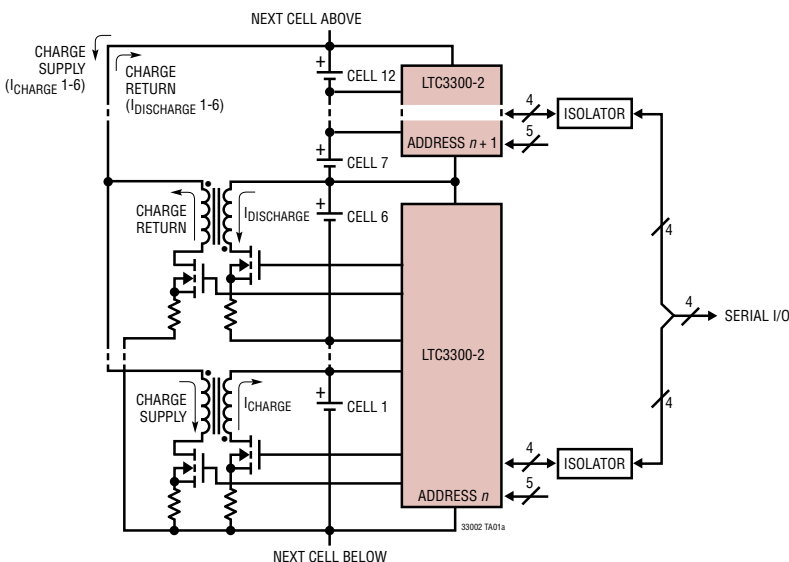 NEXT CELL ABOVE
CHARGE
SUPPLY
(ICHARGE 1-6)
CHARGE
RETURN
(IDISCHARGE 1-6)
+
CELL 12
LTC3300-2
4
ISOLATOR
ADDRESS n + 1
5
+
CELL 7
CHARGE
RETURN
IDISCHARGE
+
CELL 6
4
4
SERIAL I/O
LTC3300-2
CHARGE
SUPPLY
ICHARGE
+
CELL 1
4
4
ISOLATOR
ADDRESS n
5
33002 TA01a
NEXT CELL BELOW